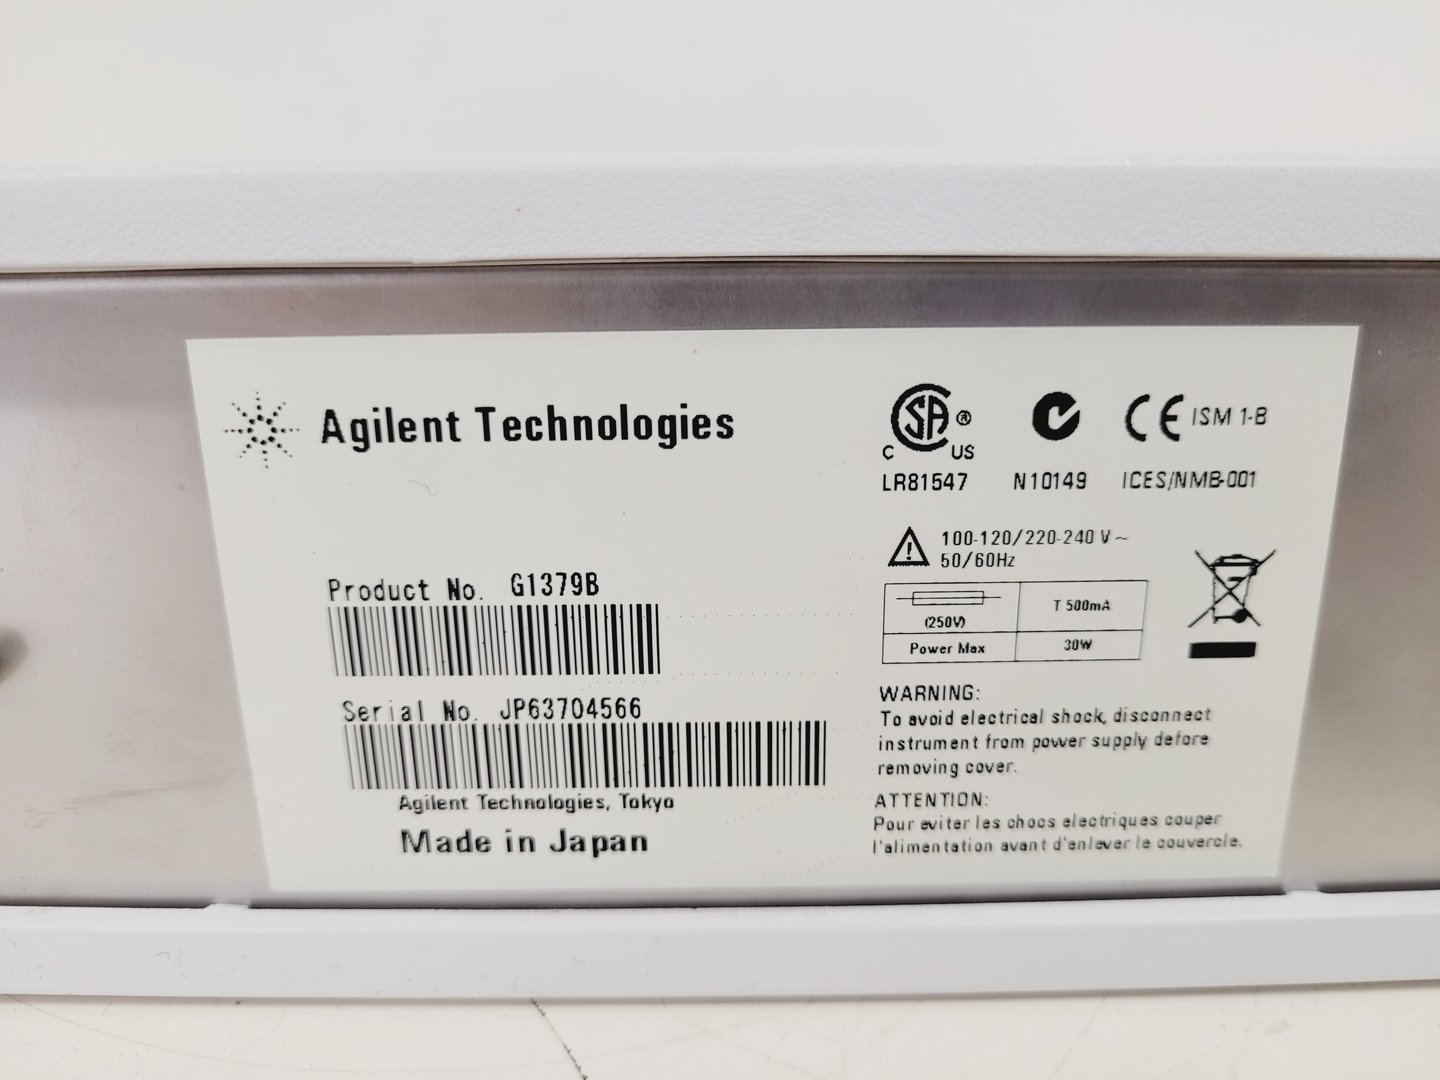 Agilent Technologies
Product No. G1379B
Serial No. JP63704566
Agilent Technologies, Tokyo
Made in Japan
SA ®
C US
LR81547
N10149
CE ISM 1-B
ICES/NMB-001
100-120/220-240 V ~
50/60Hz
(250V) T 500mA
Power Max 30W
WARNING:
To avoid electrical shock, disconnect
instrument from power supply defore
removing cover.
ATTENTION:
Pour eviter les chocs electriques couper
l'alimentation avant d'enlever le couvercle.